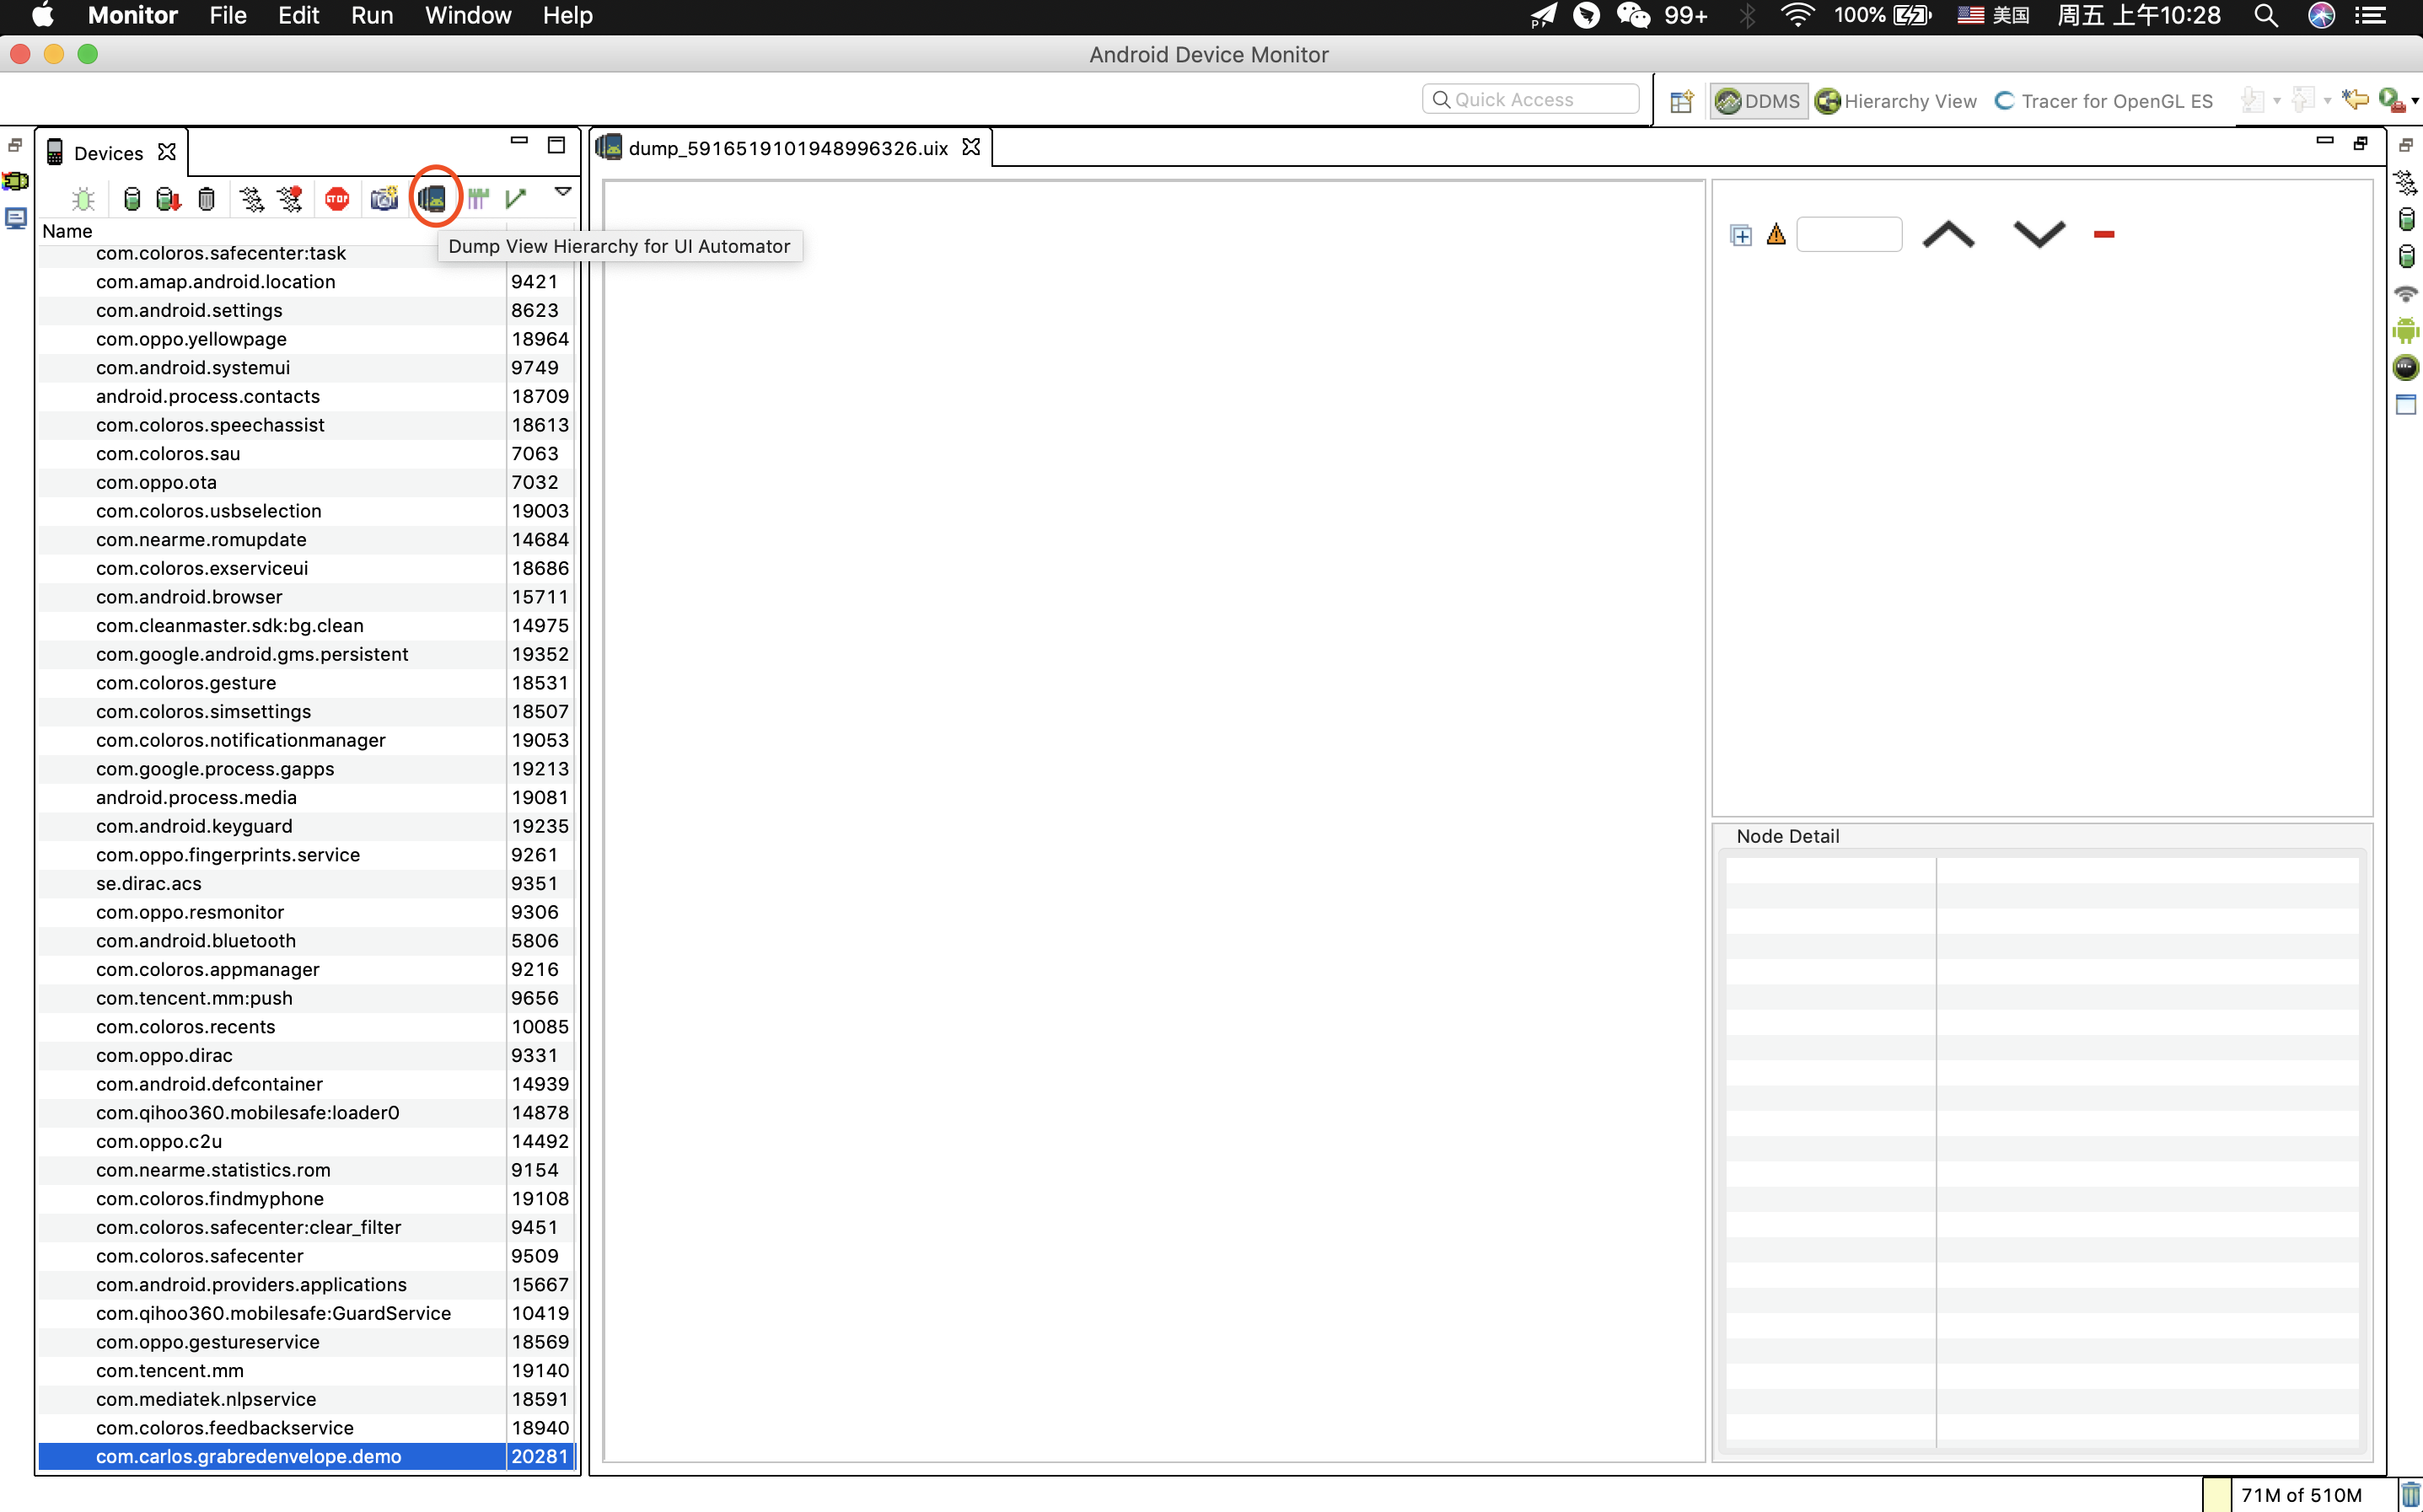 Monitor File Edit Run Window Help 99+ 100% 美国 周五 上午10:28
Android Device Monitor
Quick Access DDMS Hierarchy View Tracer for OpenGL ES
Devices
dump_5916519101948996326.uix
STOP
Name
Dump View Hierarchy for UI Automator
com.coloros.safecenter:task
com.amap.android.location 9421
com.android.settings 8623
com.oppo.yellowpage 18964
com.android.systemui 9749
android.process.contacts 18709
com.coloros.speechassist 18613
com.coloros.sau 7063
com.oppo.ota 7032
com.coloros.usbselection 19003
com.nearme.romupdate 14684
com.coloros.exserviceui 18686
com.android.browser 15711
com.cleanmaster.sdk:bg.clean 14975
com.google.android.gms.persistent 19352
com.coloros.gesture 18531
com.coloros.simsettings 18507
com.coloros.notificationmanager 19053
com.google.process.gapps 19213
android.process.media 19081
com.android.keyguard 19235
com.oppo.fingerprints.service 9261
se.dirac.acs 9351
com.oppo.resmonitor 9306
com.android.bluetooth 5806
com.coloros.appmanager 9216
com.tencent.mm:push 9656
com.coloros.recents 10085
com.oppo.dirac 9331
com.android.defcontainer 14939
com.qihoo360.mobilesafe:loader0 14878
com.oppo.c2u 14492
com.nearme.statistics.rom 9154
com.coloros.findmyphone 19108
com.coloros.safecenter:clear_filter 9451
com.coloros.safecenter 9509
com.android.providers.applications 15667
com.qihoo360.mobilesafe:GuardService 10419
com.oppo.gestureservice 18569
com.tencent.mm 19140
com.mediatek.nlpservice 18591
com.coloros.feedbackservice 18940
com.carlos.grabredenvelope.demo 20281
Node Detail
71M of 510M